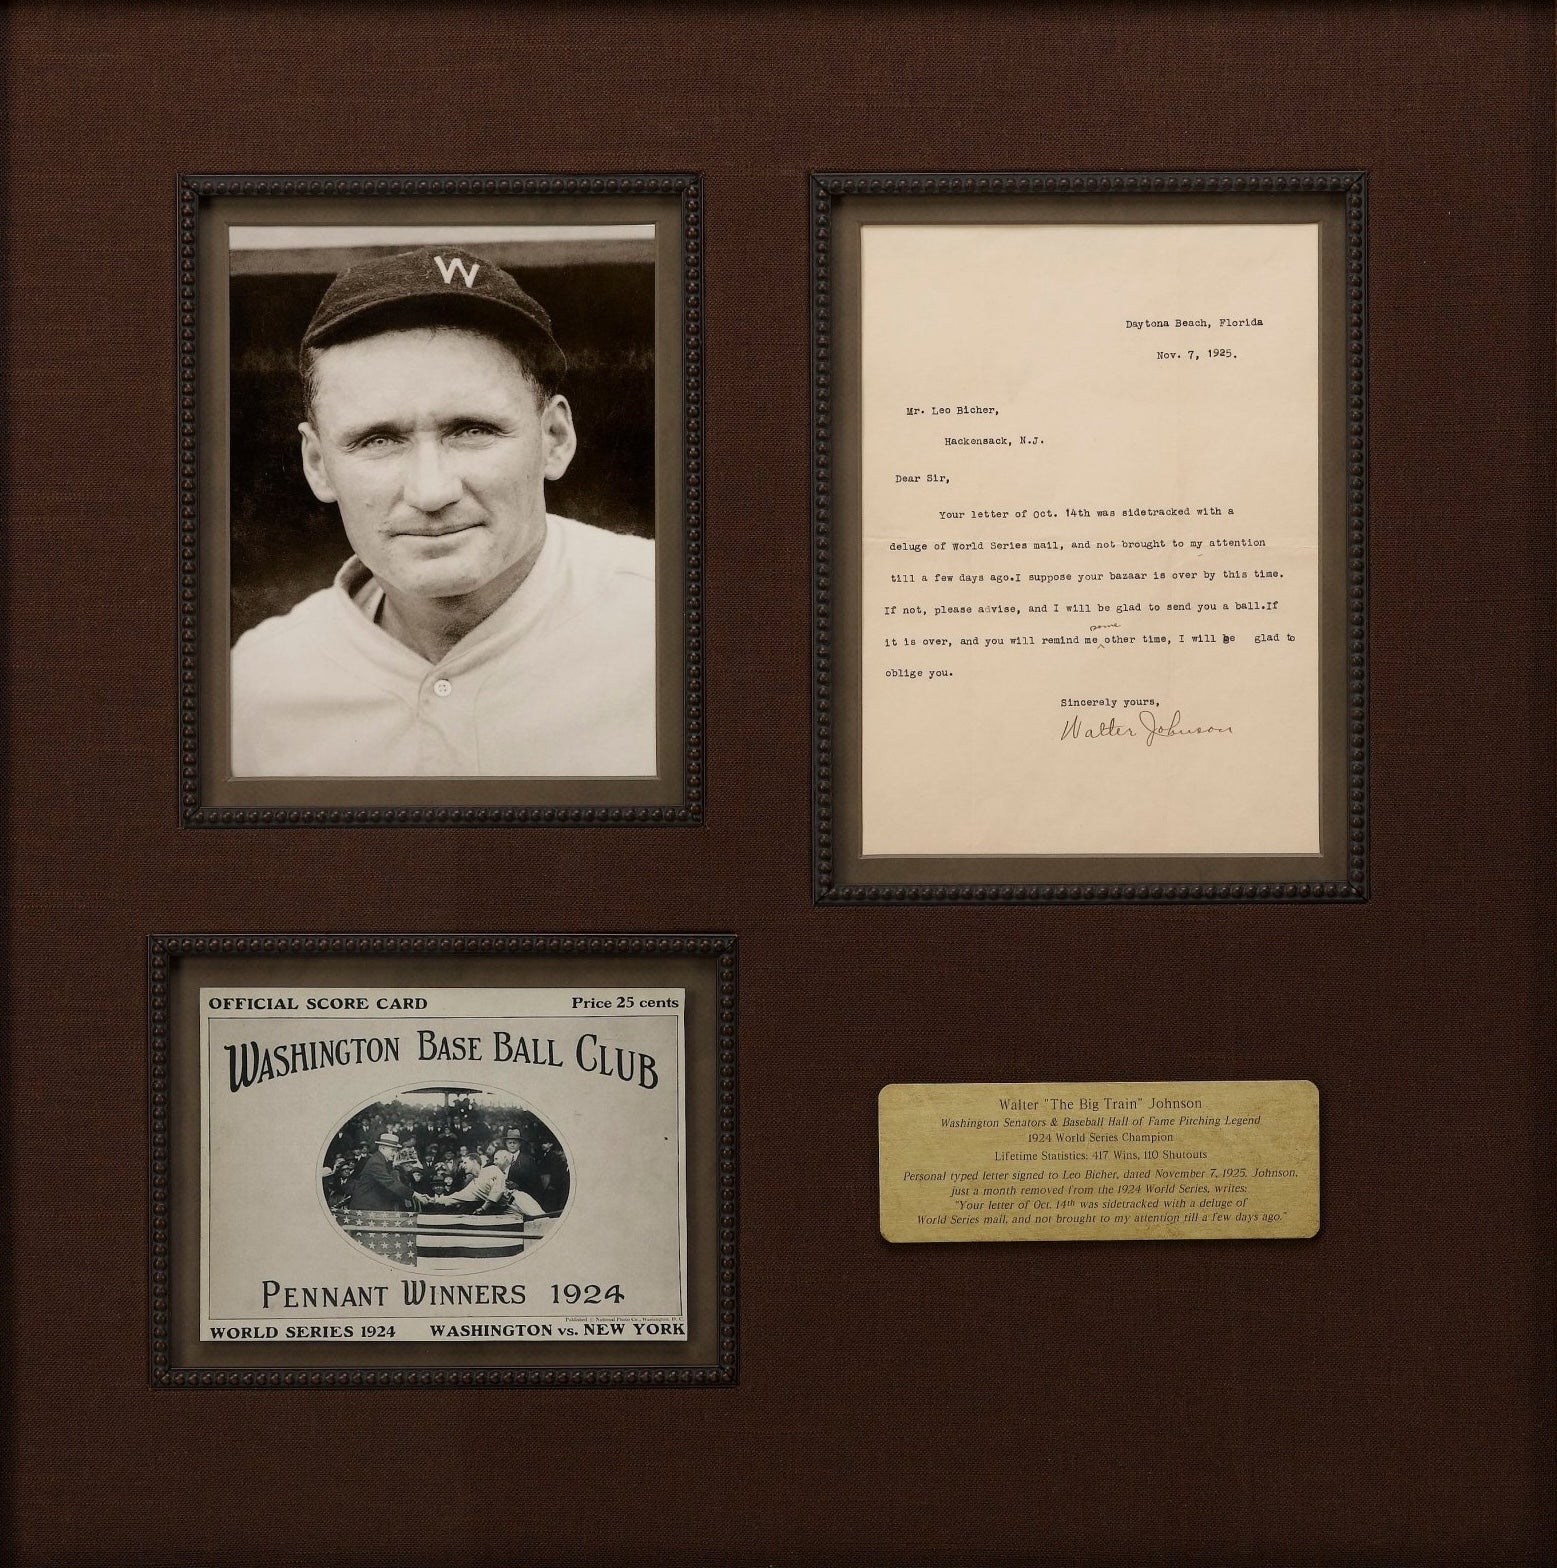 W
Daytona Beach, Florida
Nov. 7, 1925.
Mr. Leo Bicher,
Hackensack, N.J.
Dear Sir,
Your letter of Oct. 14th was sidetracked with a
deluge of World Series mail, and not brought to my attention
till a few days ago.I suppose your bazaar is over by this time.
If not, please advise, and I will be glad to send you a ball.If
some
it is over, and you will remind me ^ other time, I will be glad to
oblige you.
Sincerely yours,
Walter Johnson
OFFICIAL SCORE CARD Price 25 cents
WASHINGTON BASE BALL CLUB
PENNANT WINNERS 1924
Published © National Photo Co., Washington, D. C.
WORLD SERIES 1924 WASHINGTON vs. NEW YORK
Walter "The Big Train" Johnson
Washington Senators & Baseball Hall of Fame Pitching Legend
1924 World Series Champion
Lifetime Statistics: 417 Wins, 110 Shutouts
Personal typed letter signed to Leo Bicher, dated November 7, 1925. Johnson,
just a month removed from the 1924 World Series, writes:
"Your letter of Oct. 14th was sidetracked with a deluge of
World Series mail, and not brought to my attention till a few days ago."